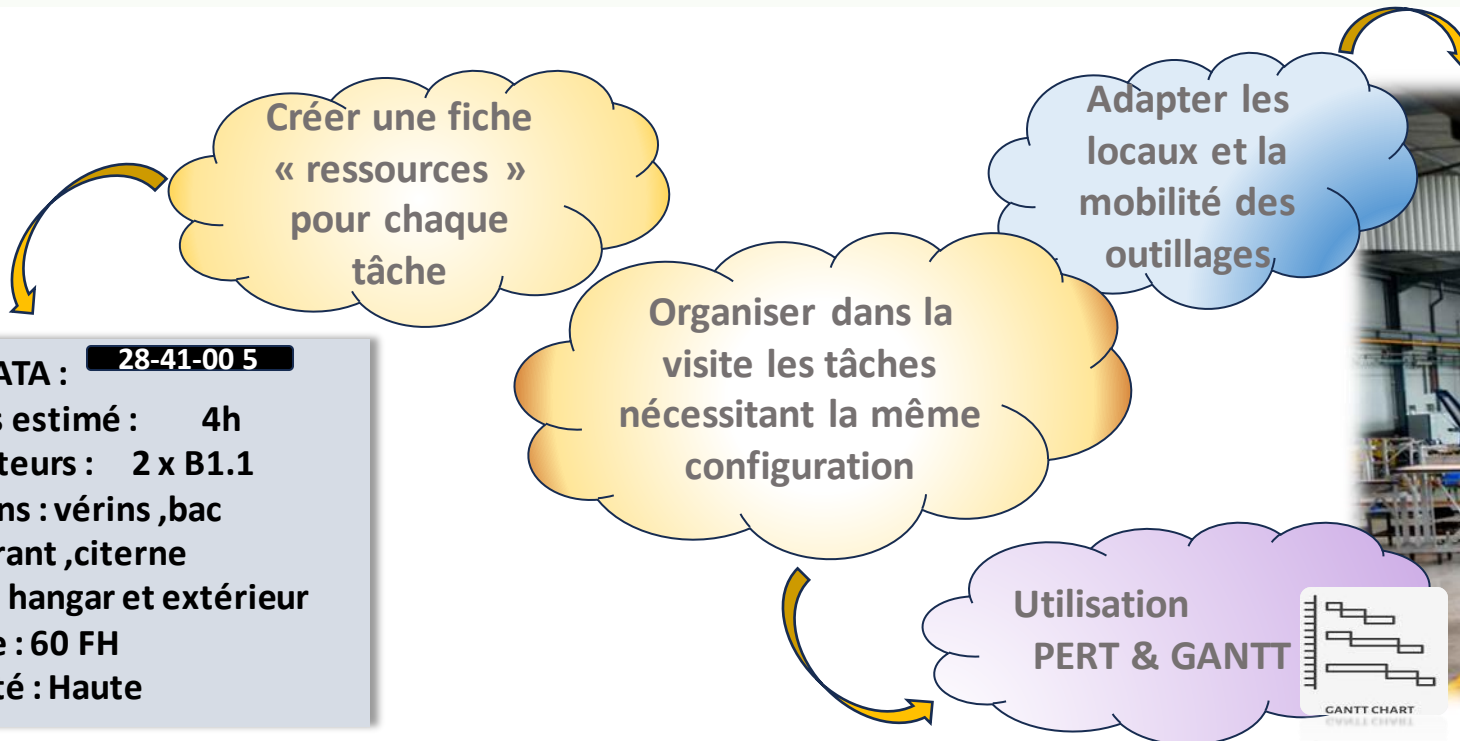 Créer une fiche
« ressources »
pour chaque
tâche
Adapter les
locaux et la
mobilité des
outillages
Organiser dans la
visite les tâches
nécessitant la même
configuration
ATA : 28-41-00 5
s estimé : 4h
teurs : 2 x B1.1
ns : vérins ,bac
rant ,citerne
hangar et extérieur
e : 60 FH
té : Haute
Utilisation
PERT & GANTT
GANTT CHART